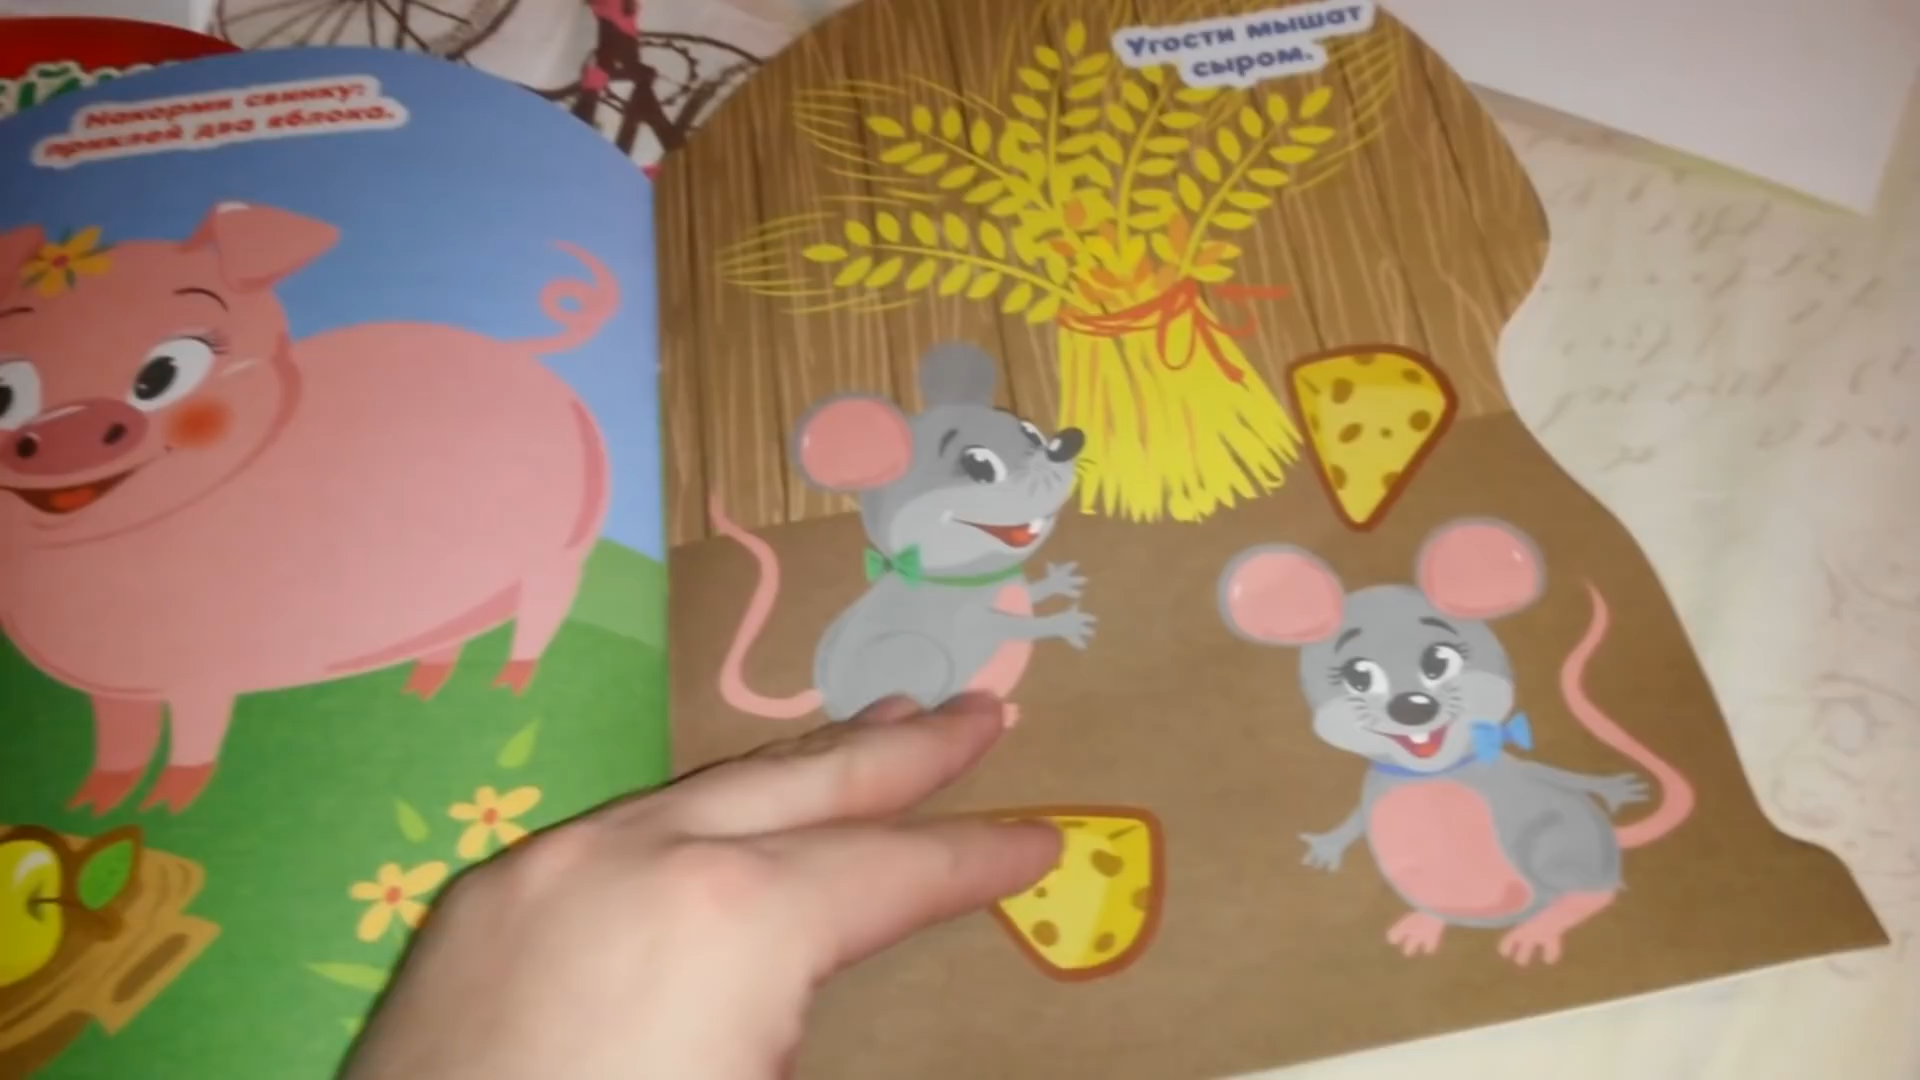 Накорми свинку:
приклей два яблока.
Угости мышат
сыром.